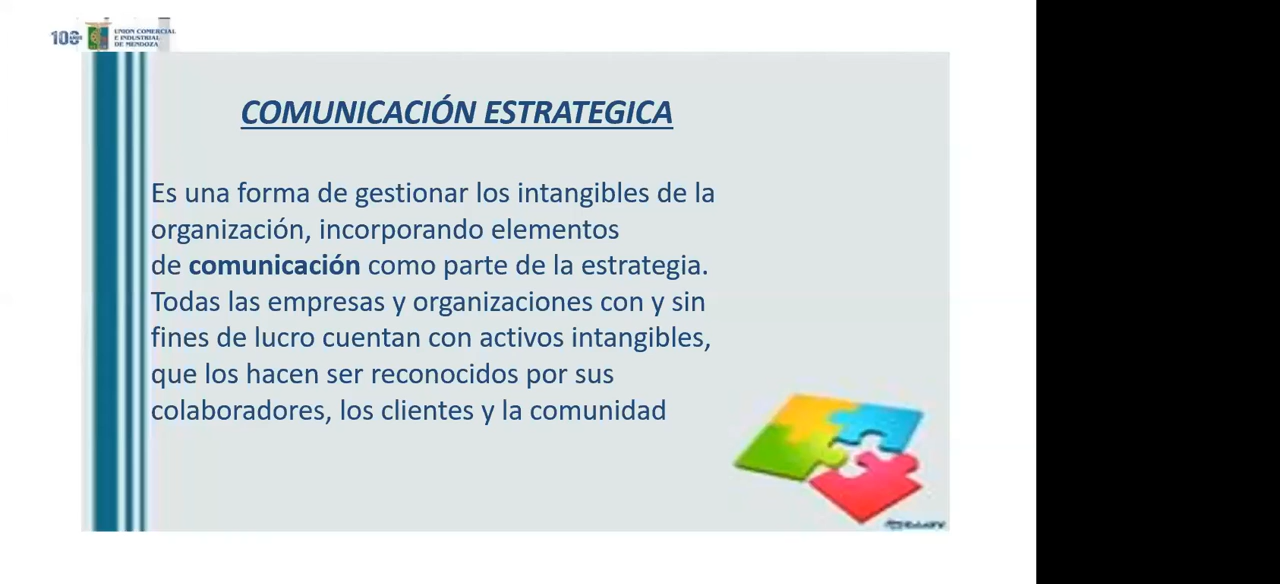 UNION COMERCIAL
E INDUSTRIAL
DE MENDOZA
COMUNICACIÓN ESTRATEGICA
Es una forma de gestionar los intangibles de la
organización, incorporando elementos
de comunicación como parte de la estrategia.
Todas las empresas y organizaciones con y sin
fines de lucro cuentan con activos intangibles,
que los hacen ser reconocidos por sus
colaboradores, los clientes y la comunidad